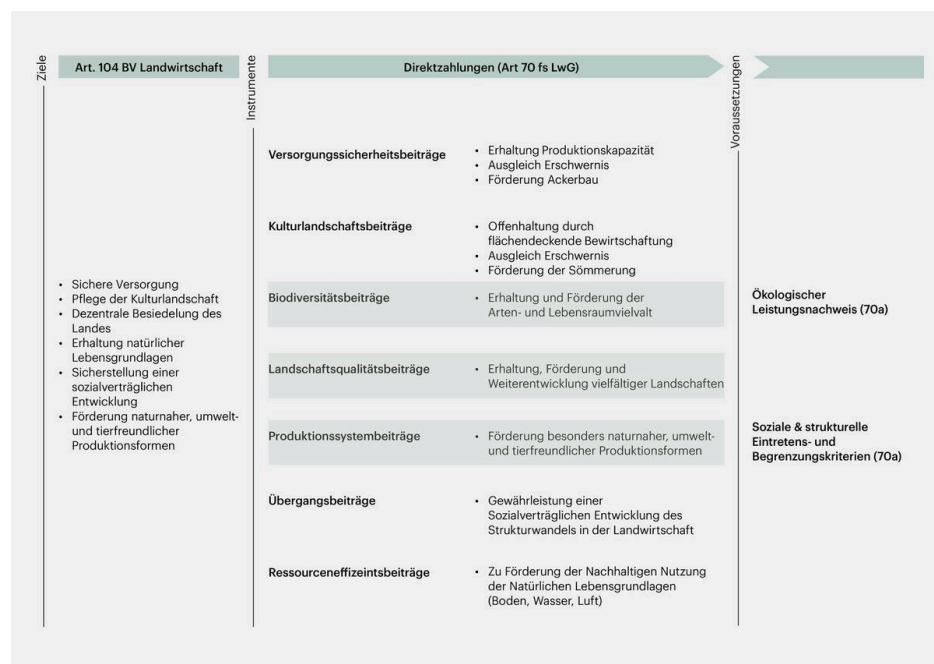 Ziele
Art. 104 BV Landwirtschaft
Instrumente
Direktzahlungen (Art 70 fs LwG)
Voraussetzungen
• Sichere Versorgung
• Pflege der Kulturlandschaft
• Dezentrale Besiedelung des
Landes
• Erhaltung natürlicher
Lebensgrundlagen
• Sicherstellung einer
sozialverträglichen
Entwicklung
• Förderung naturnaher, umwelt-
und tierfreundlicher
Produktionsformen
Versorgungssicherheitsbeiträge
• Erhaltung Produktionskapazität
• Ausgleich Erschwernis
• Förderung Ackerbau
Kulturlandschaftsbeiträge
• Offenhaltung durch
flächendeckende Bewirtschaftung
• Ausgleich Erschwernis
• Förderung der Sömmerung
Biodiversitätsbeiträge
• Erhaltung und Förderung der
Arten- und Lebensraumvielvalt
Landschaftsqualitätsbeiträge
• Erhaltung, Förderung und
Weiterentwicklung vielfältiger Landschaften
Produktionssystembeiträge
• Förderung besonders naturnaher, umwelt-
und tierfreundlicher Produktionsformen
Übergangsbeiträge
• Gewährleistung einer
Sozialverträglichen Entwicklung des
Strukturwandels in der Landwirtschaft
Ressourceneffizeintsbeiträge
• Zu Förderung der Nachhaltigen Nutzung
der Natürlichen Lebensgrundlagen
(Boden, Wasser, Luft)
Ökologischer
Leistungsnachweis (70a)
Soziale & strukturelle
Eintretens- und
Begrenzungskriterien (70a)